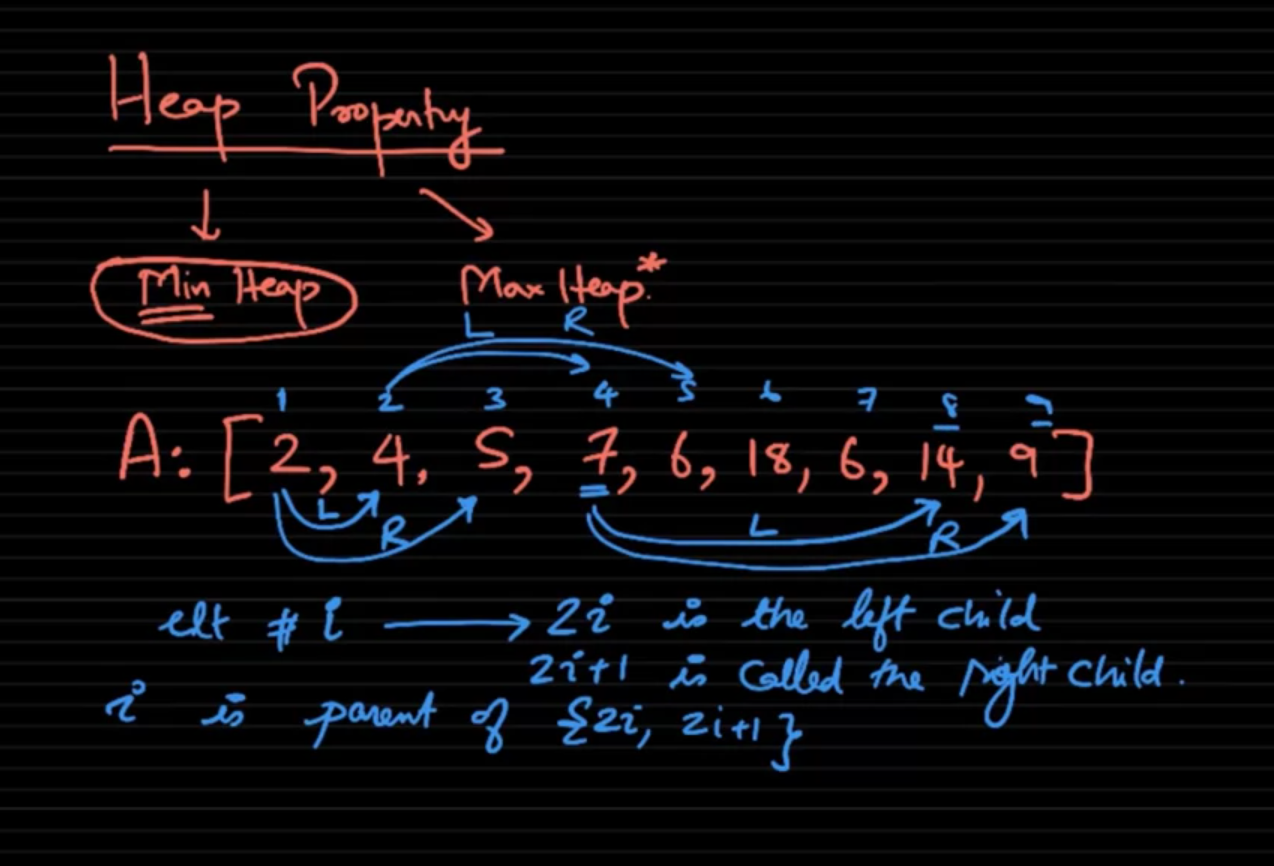 Heap Property
Min Heap Max Heap.*
L R
1 2 3 4 5 6 7 8 9
A: [2, 4, 5, 7, 6, 18, 6, 14, 9]
L R L R
elt # i → 2i is the left child
2i+1 is called the right child.
i is parent of {2i, 2i+1}